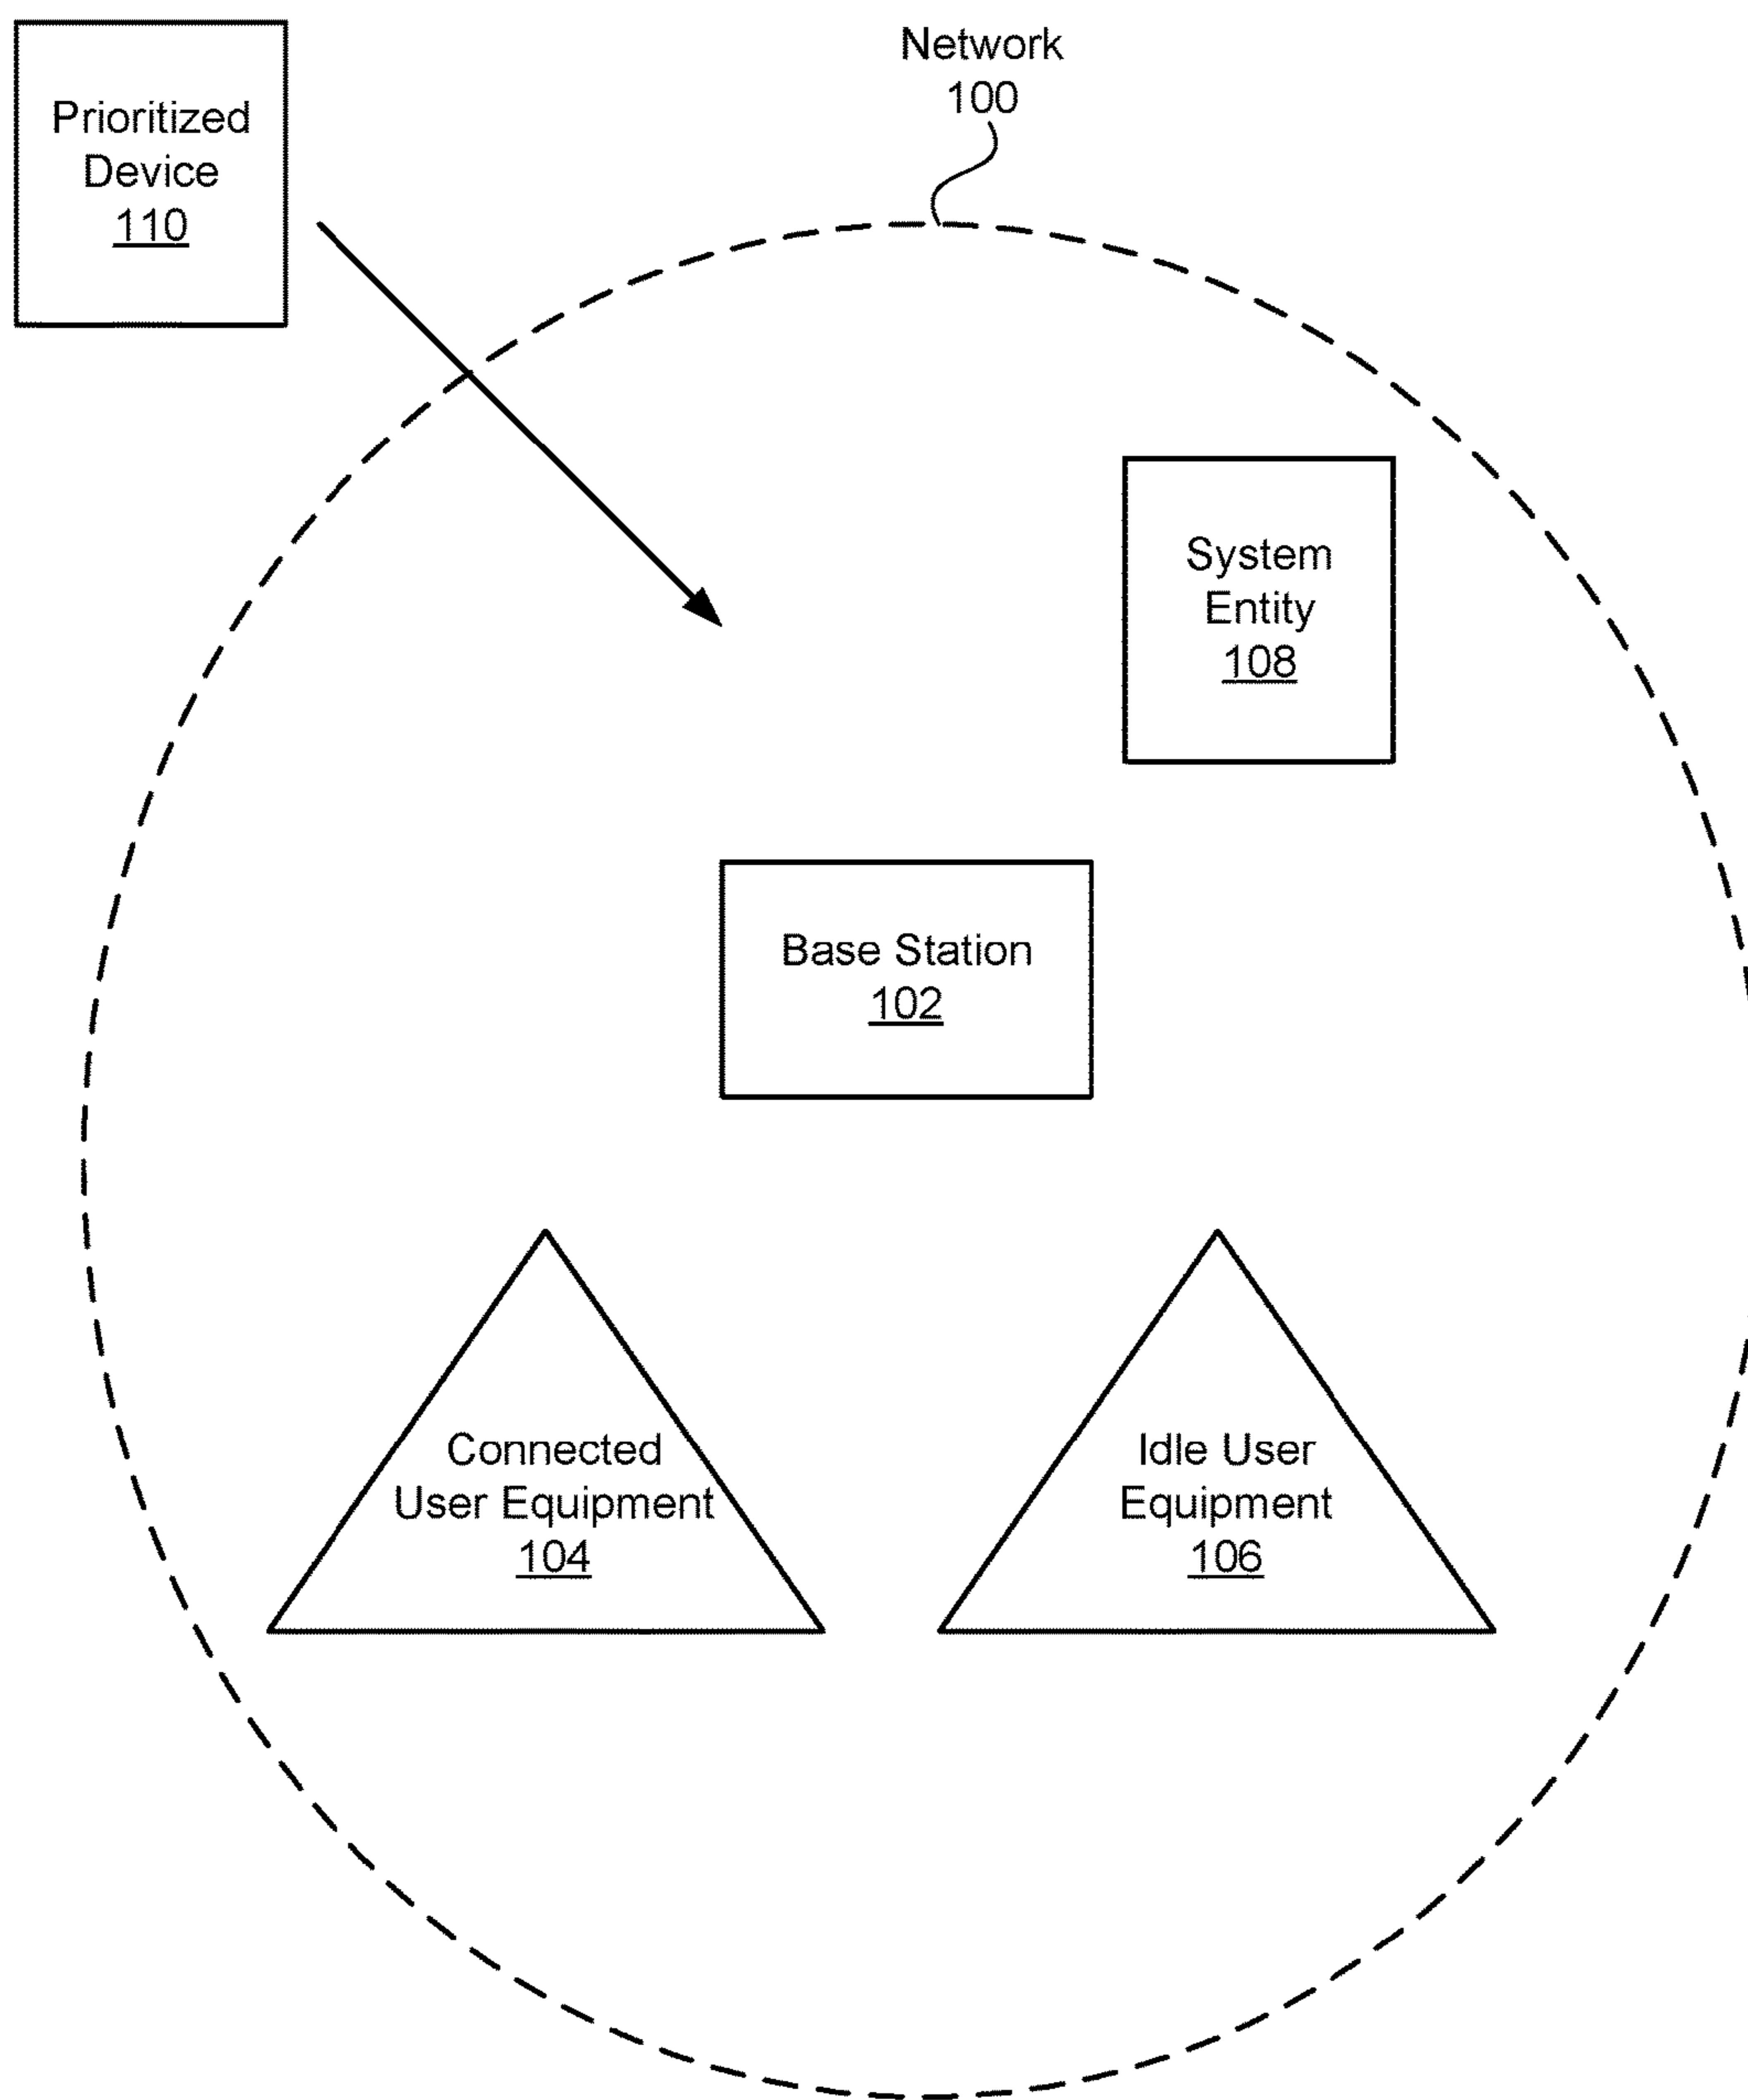 Prioritized
Device
110
Network
100
System
Entity
108
Base Station
102
Connected
User Equipment
104
Idle User
Equipment
106